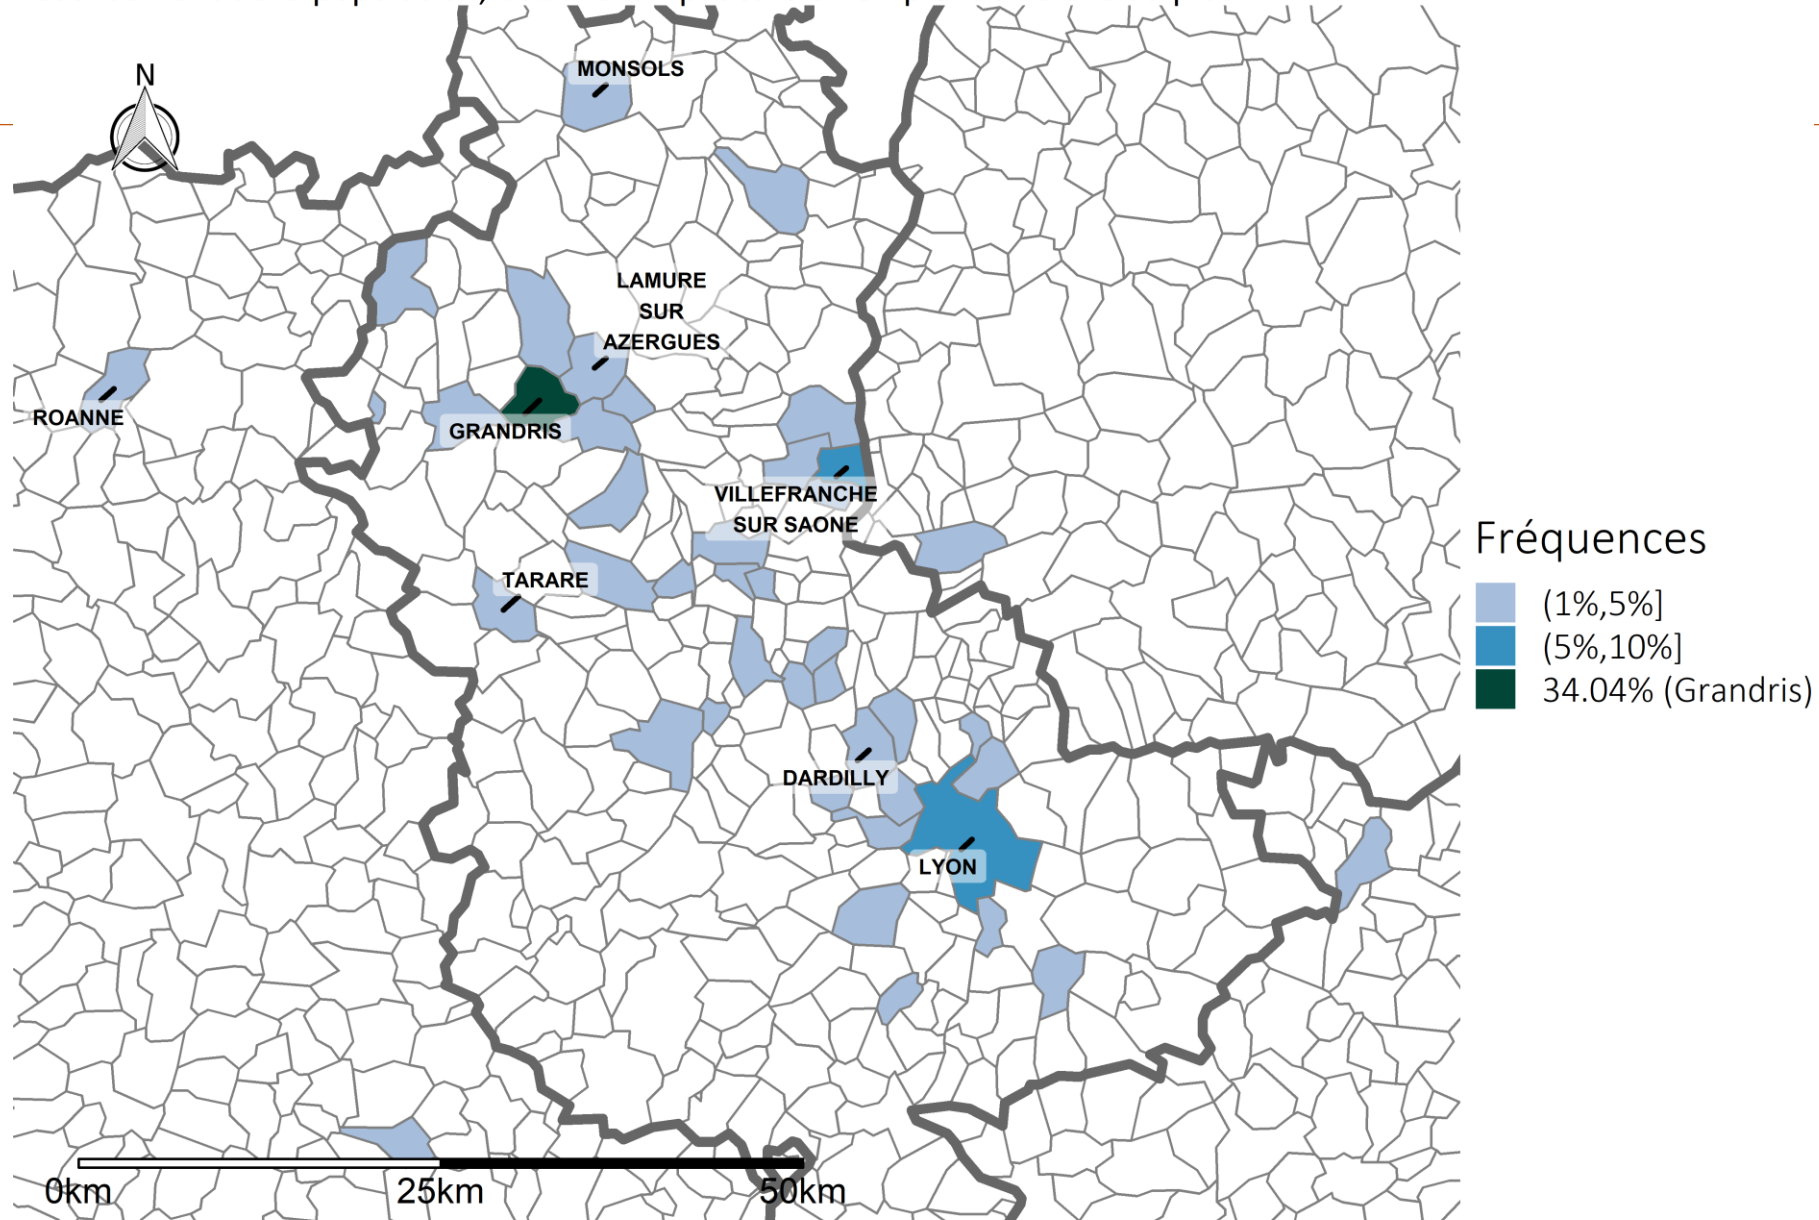 N
MONSOLS
LAMURE
SUR
AZERGUES
ROANNE
GRANDRIS
VILLEFRANCHE
SUR SAONE
TARARE
DARDILLY
LYON
Fréquences
(1%,5%]
(5%,10%]
34.04% (Grandris)
0km
25km
50km